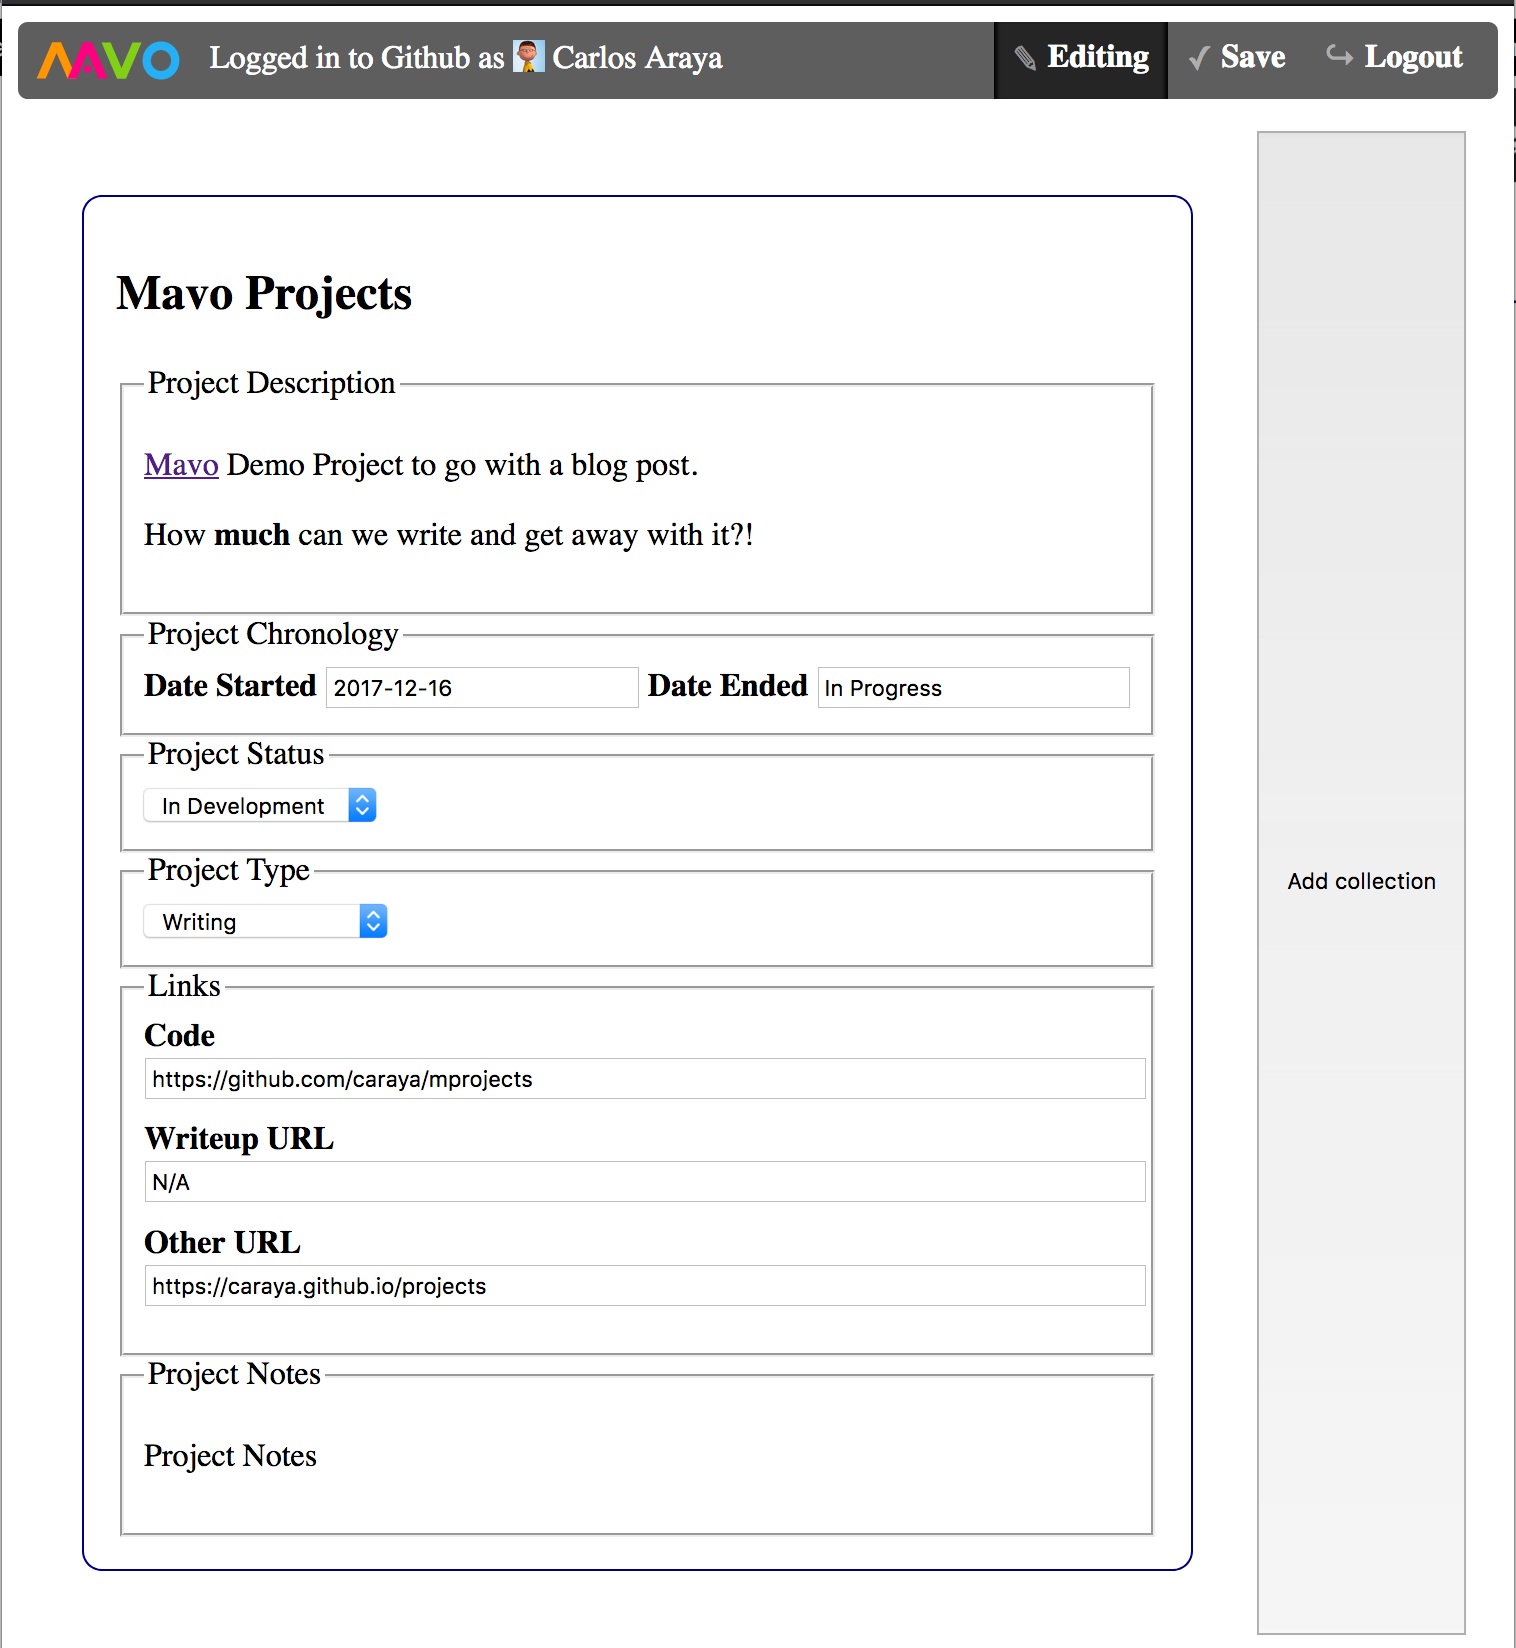 MAVO Logged in to Github as Carlos Araya Editing Save Logout
Mavo Projects
Project Description
Mavo Demo Project to go with a blog post.
How much can we write and get away with it?!
Project Chronology
Date Started 2017-12-16 Date Ended In Progress
Project Status
In Development
Project Type
Writing
Links
Code
https://github.com/caraya/mprojects
Writeup URL
N/A
Other URL
https://caraya.github.io/projects
Project Notes
Project Notes
Add collection